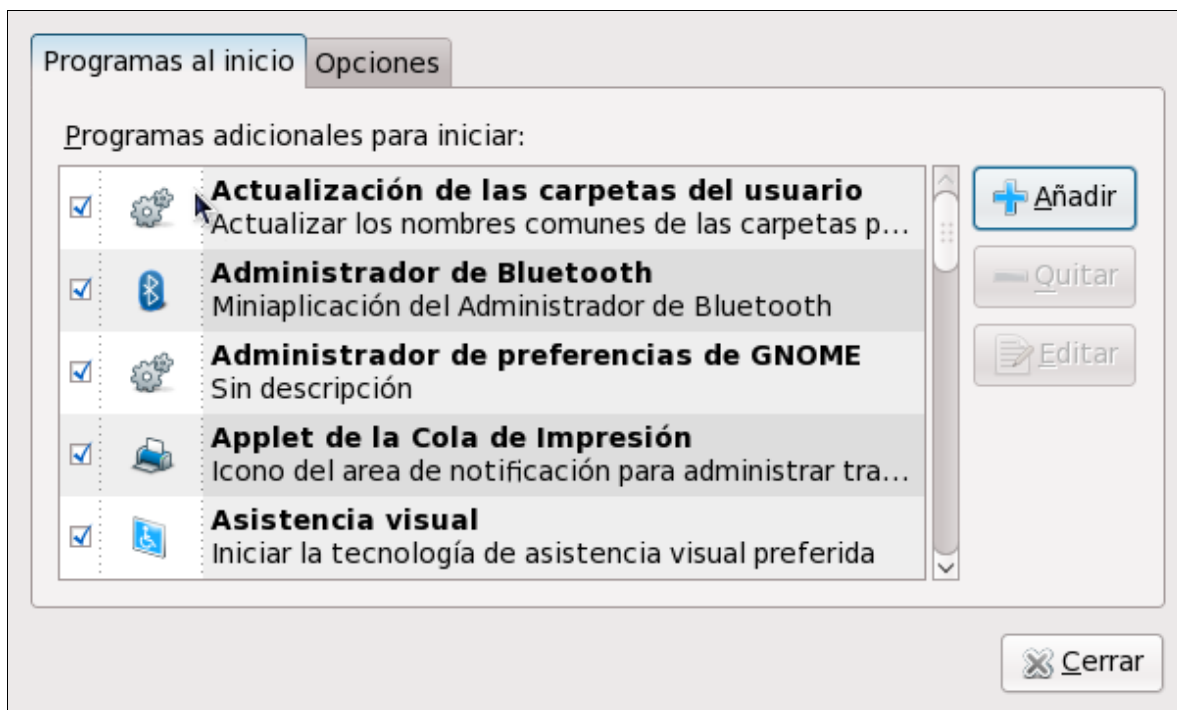 Programas al inicio
Opciones
Programas adicionales para iniciar:
Actualización de las carpetas del usuario
Actualizar los nombres comunes de las carpetas p...
Administrador de Bluetooth
Miniaplicación del Administrador de Bluetooth
Administrador de preferencias de GNOME
Sin descripción
Applet de la Cola de Impresión
Icono del area de notificación para administrar tra...
Asistencia visual
Iniciar la tecnología de asistencia visual preferida
Añadir
Quitar
Editar
Cerrar